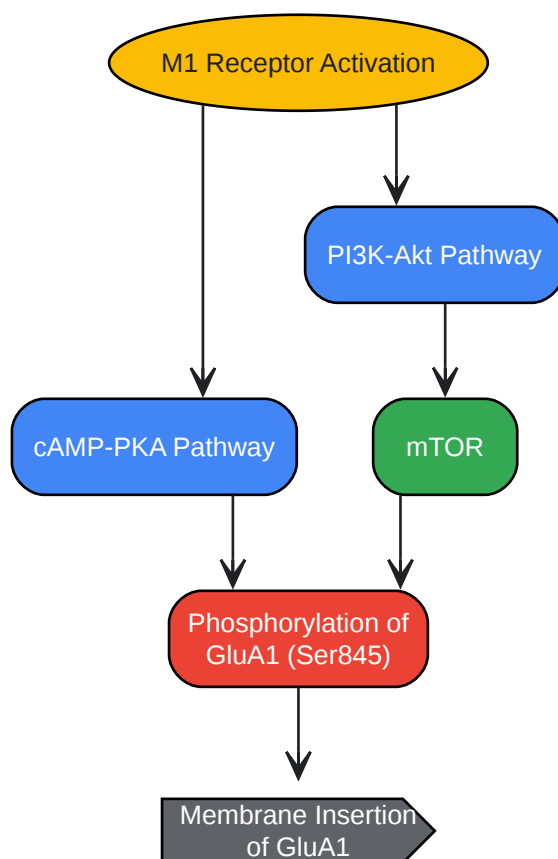 M1 Receptor Activation
PI3K-Akt Pathway
cAMP-PKA Pathway
mTOR
Phosphorylation of
GluA1 (Ser845)
Membrane Insertion
of GluA1